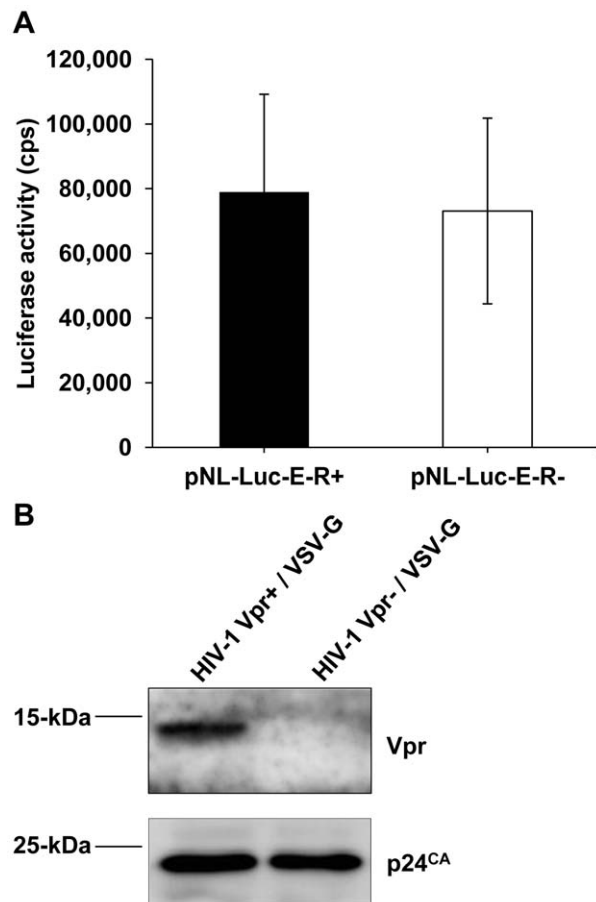 A
120,000
100,000
80,000
60,000
40,000
20,000
0
Luciferase activity (cps)
pNL-Luc-E-R+ pNL-Luc-E-R-
B
HIV-1 Vpr+ / VSV-G
HIV-1 Vpr- / VSV-G
15-kDa
Vpr
25-kDa
p24ᶜᴬ